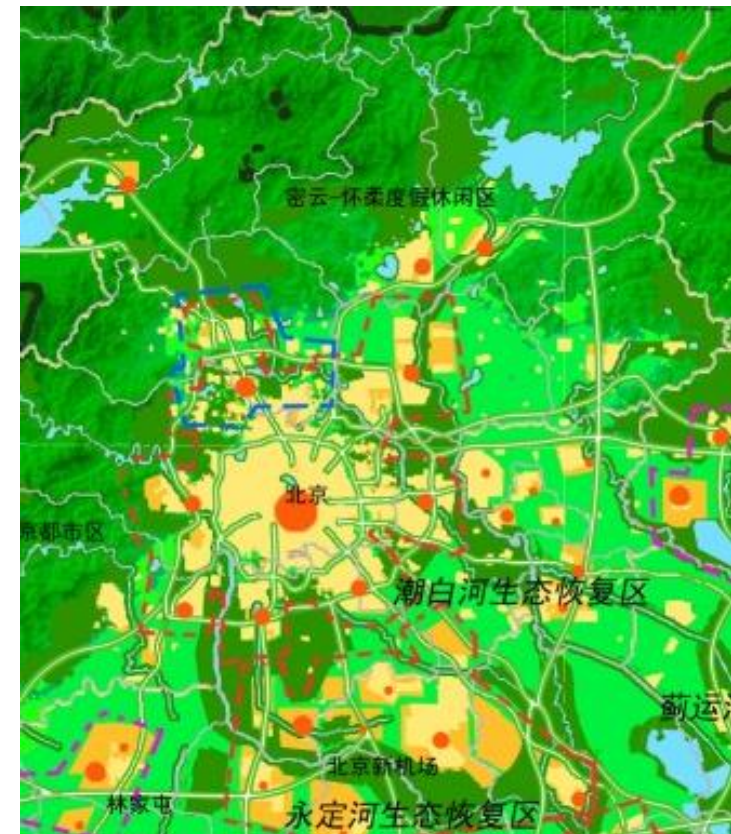 密云-怀柔度假休闲区
北京
京都市区
潮白河生态恢复区
蓟运
北京新机场
林家屯
永定河生态恢复区